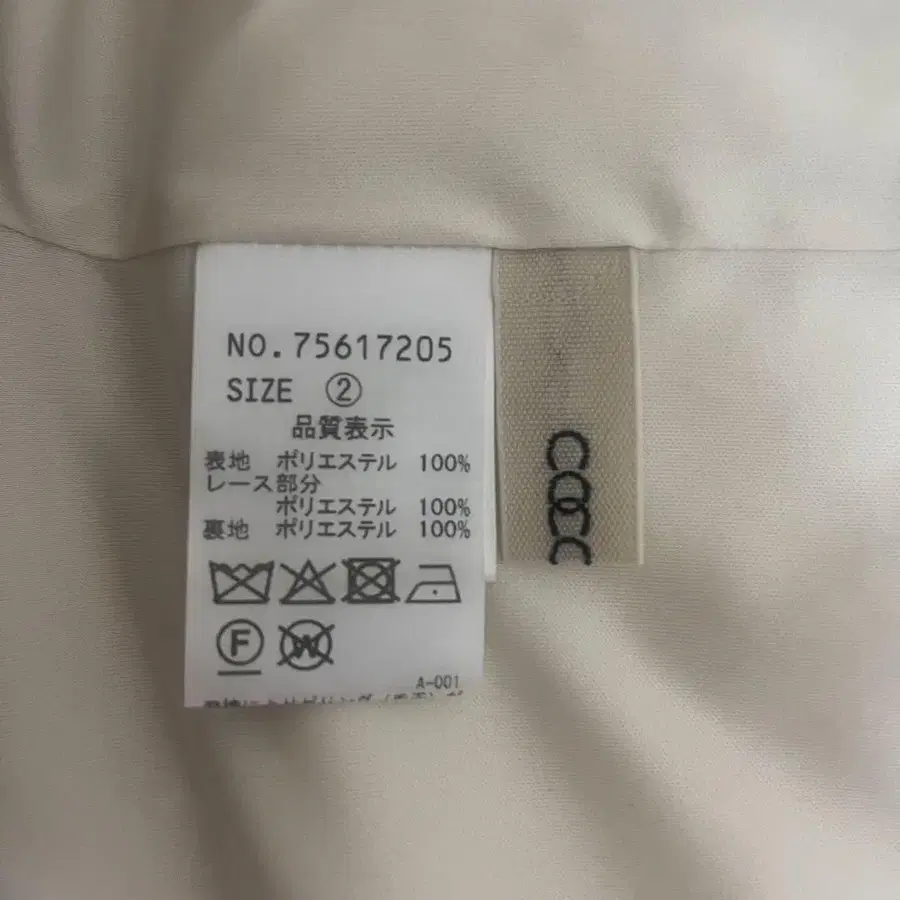 NO.75617205
SIZE ②
品質表示
表地 ポリエステル 100%
レース部分
ポリエステル 100%
裏地 ポリエステル 100%
F
W
A-001